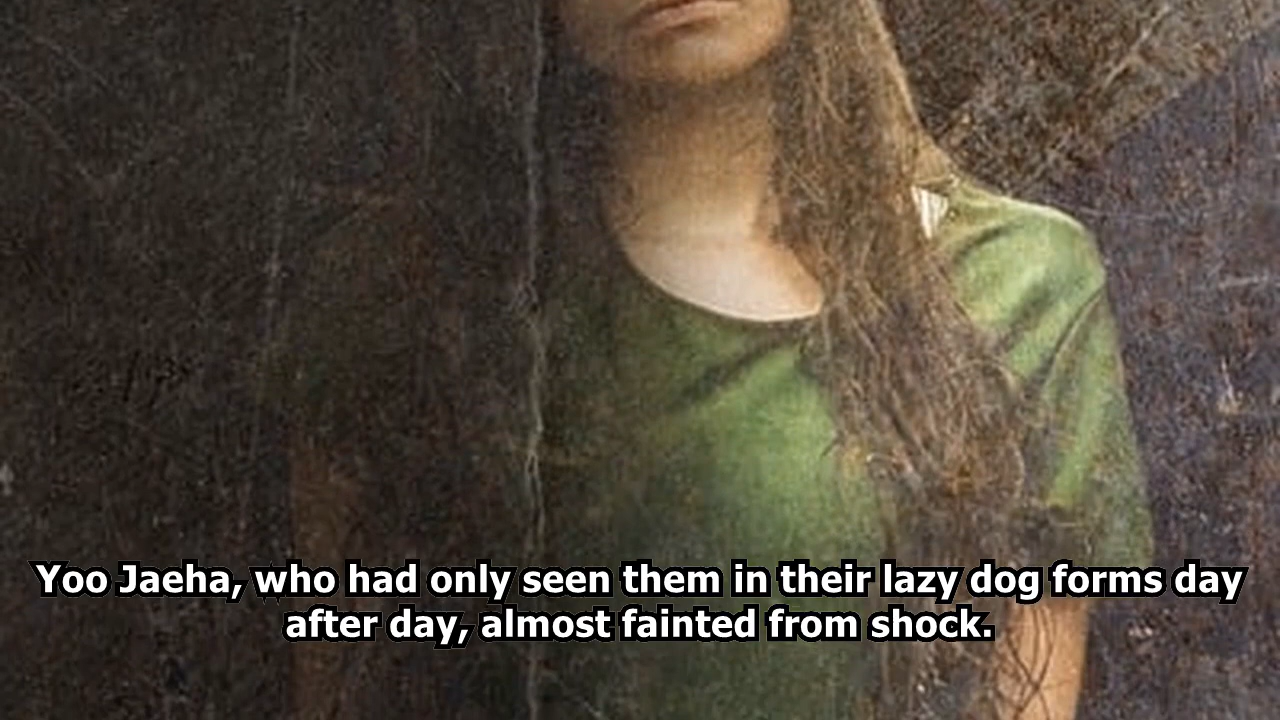 Yoo Jaeha, who had only seen them in their lazy dog forms day
after day, almost fainted from shock.